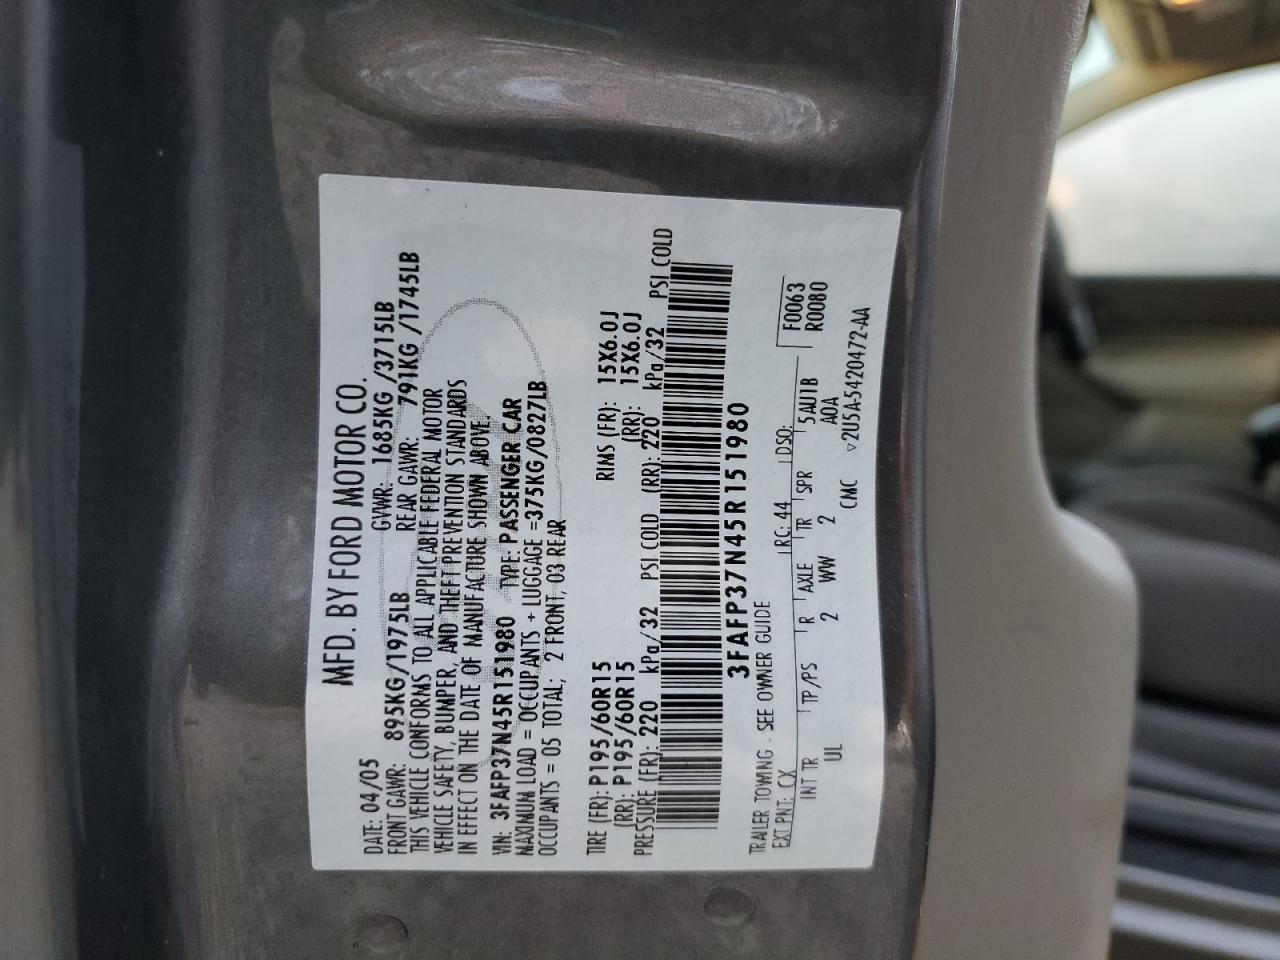 MFD. BY FORD MOTOR CO.
DATE: 04/05 GVWR: 1685KG/3715LB
FRONT GAWR: 895KG/1975LB REAR GAWR: 791KG/1745LB
THIS VEHICLE CONFORMS TO ALL APPLICABLE FEDERAL MOTOR
VEHICLE SAFETY, BUMPER, AND THEFT PREVENTION STANDARDS
IN EFFECT ON THE DATE OF MANUFACTURE SHOWN ABOVE.
VIN: 3FAFP37N45R151980 TYPE: PASSENGER CAR
MAXIMUM LOAD = OCCUPANTS + LUGGAGE = 375KG/0827LB
OCCUPANTS = 05 TOTAL; 2 FRONT, 03 REAR
TIRE (FR): P195/60R15 RIMS (FR): 15X6.0J
(RR): P195/60R15 (RR): 15X6.0J
PRESSURE (FR): 220 kPa/32 PSI COLD (RR): 220 kPa/32 PSI COLD
3FAFP37N45R151980
TRAILER TOWING - SEE OWNER GUIDE
EXT PNT: CX RC: 44 DSO: F0063
INT TR TP/PS R AXLE TR SPR 5AU1B R0080
UL 2 WW 2 AOA
CMC ▽2U5A-5420472-AA